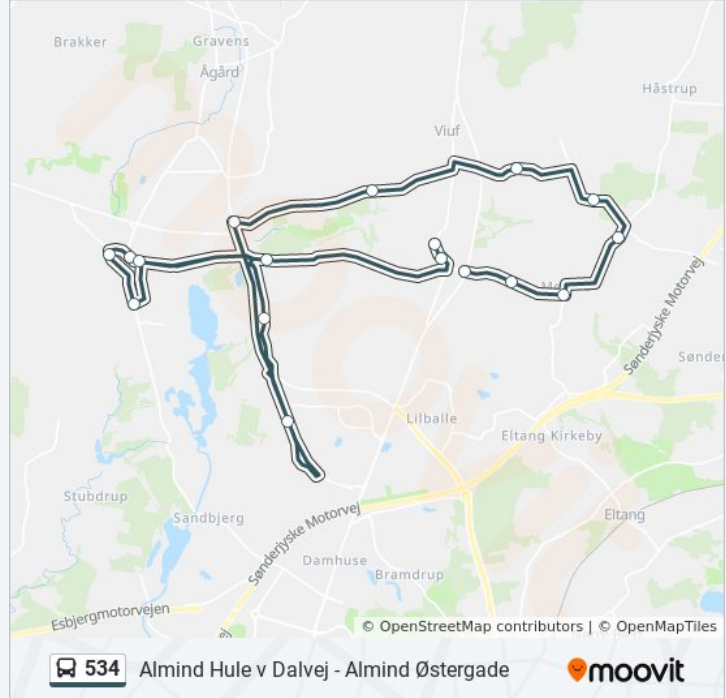 Brakker
Gravens
Ågård
Håstrup
Viuf
Sønderjyske Motorvej
Sønder
Lilballe
Eltang Kirkeby
Stubdrup
Sandbjerg
Eltang
Sønderjyske Motorvej
Damhuse
Bramdrup
Esbjergmotorvejen
© OpenStreetMap contributors | © OpenMapTiles
534 Almind Hule v Dalvej - Almind Østergade
moovit